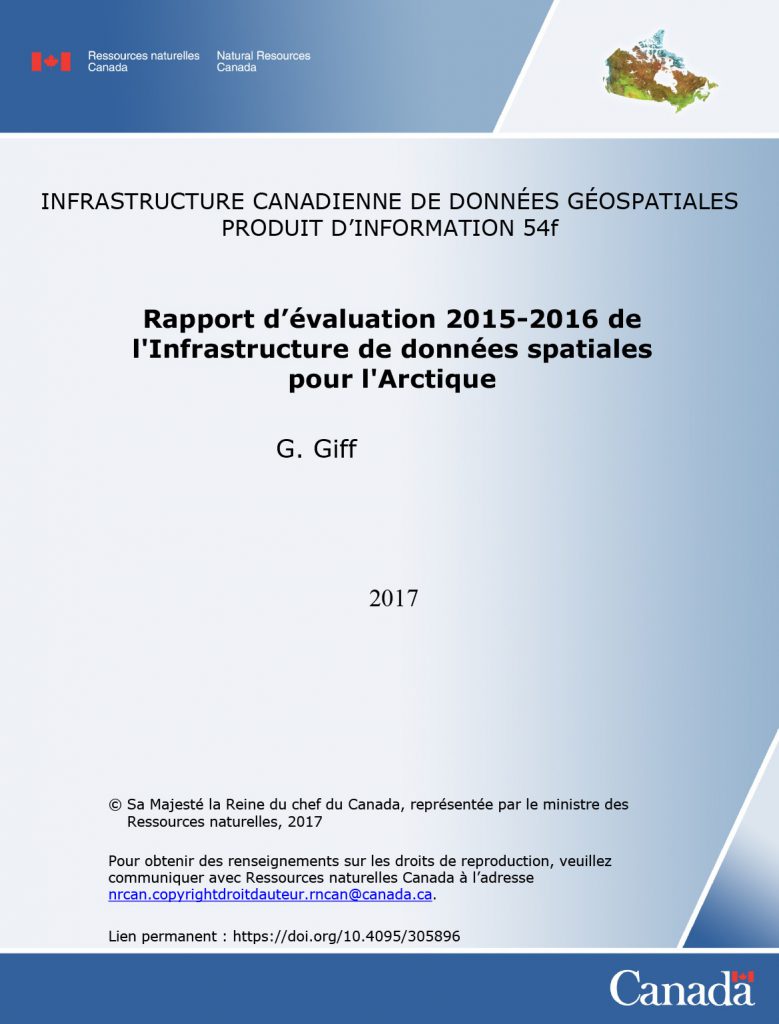 Ressources naturelles Natural Resources
Canada Canada
INFRASTRUCTURE CANADIENNE DE DONNÉES GÉOSPATIALES
PRODUIT D’INFORMATION 54f
Rapport d’évaluation 2015-2016 de
l'Infrastructure de données spatiales
pour l'Arctique
G. Giff
2017
© Sa Majesté la Reine du chef du Canada, représentée par le ministre des
Ressources naturelles, 2017
Pour obtenir des renseignements sur les droits de reproduction, veuillez
communiquer avec Ressources naturelles Canada à l’adresse
nrcan.copyrightdroitdauteur.rncan@canada.ca.
Lien permanent : https://doi.org/10.4095/305896
Canada